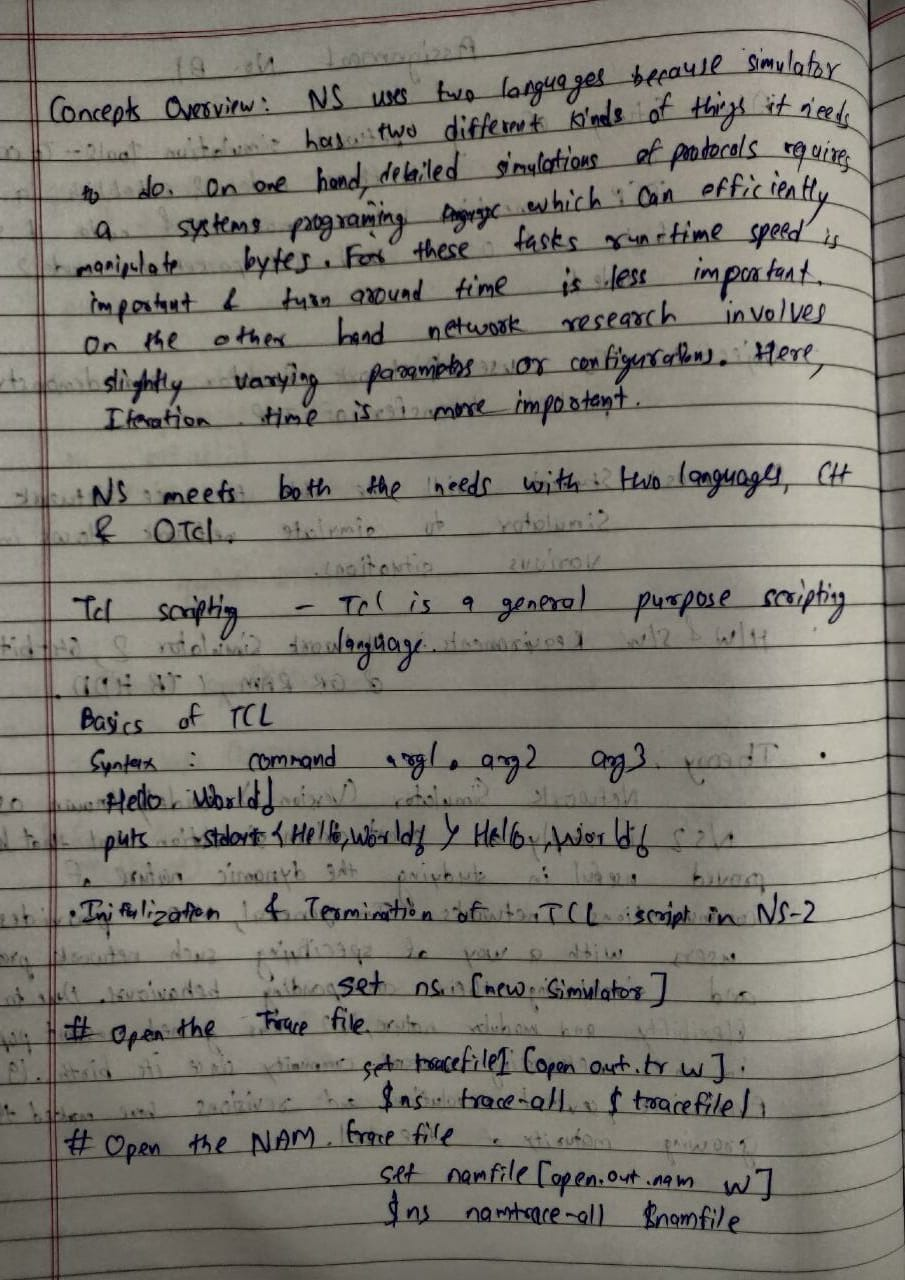 Concepts Overview: NS uses two languages because simulator
has two different kinds of things it needs
to do. On one hand, detailed simulations of protocols requires
a systems programing which can efficiently
manipulate bytes. For these tasks run-time speed is
important & turn around time is less important.
On the other hand network research involves
slightly varying parametrs or configurations. Here,
Iteration time is more important.
NS meets both the needs with two languages, C++
& OTcl.
Tcl scripting - Tcl is a general purpose scripting
language.
Basics of TCL
Syntax : command arg1 arg2 arg3
Hello World!
puts stdout { Hello, World! } Hello, World!
• Initilization & Termination of TCL script in NS-2
set ns [new Simulator]
# Open the Trace file
set tracefile1 [open out.tr w]
$ns trace-all $tracefile1
# Open the NAM trace file
set namfile [open.out.nam w]
$ns namtrace-all $namfile